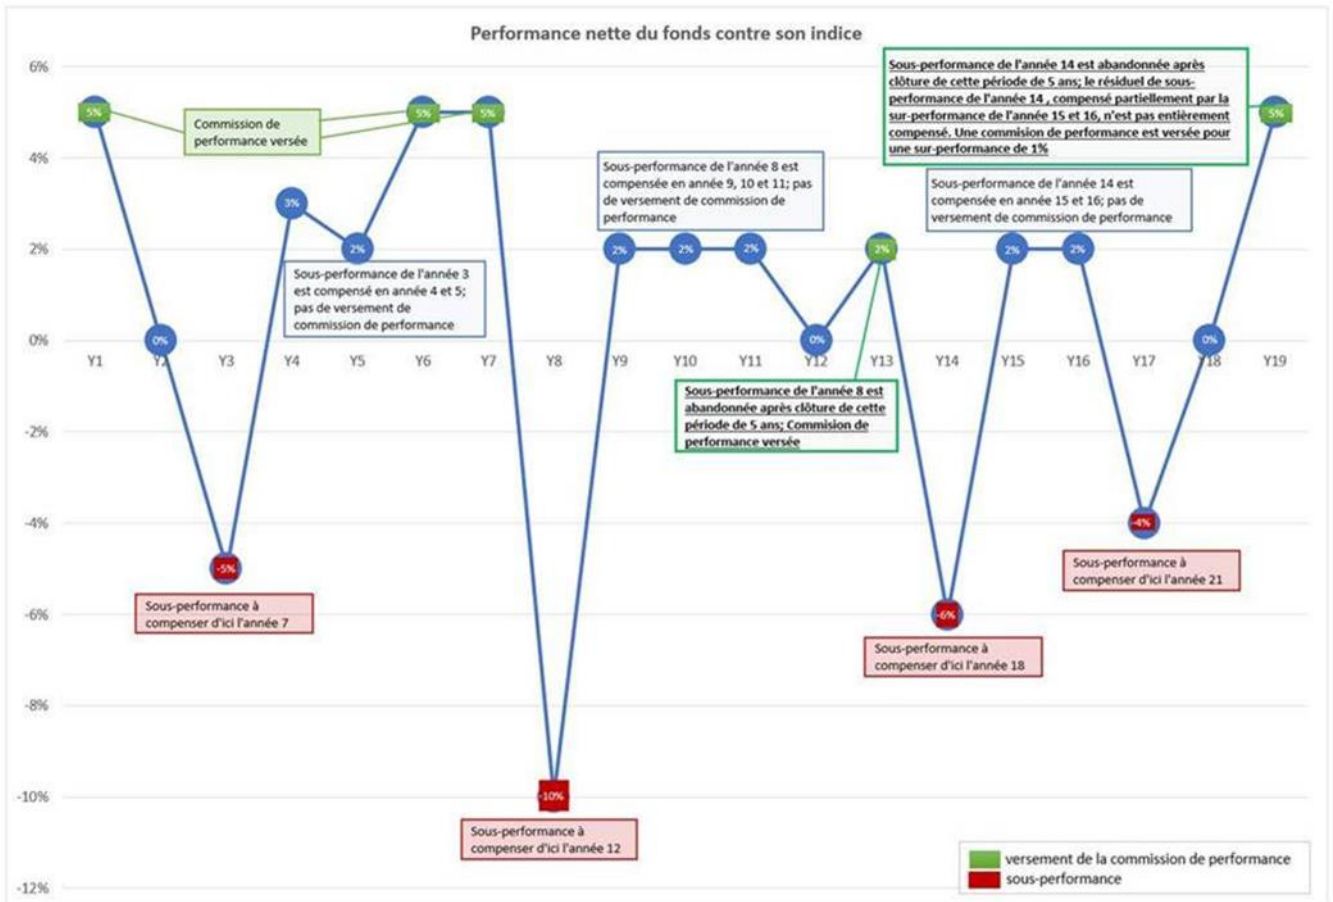 Performance nette du fonds contre son indice
6%
4%
2%
0%
-2%
-4%
-6%
-8%
-10%
-12%
5%
0%
-5%
3%
2%
5%
5%
-10%
2%
2%
2%
0%
2%
-6%
2%
2%
-4%
0%
5%
Y1
Y2
Y3
Y4
Y5
Y6
Y7
Y8
Y9
Y10
Y11
Y12
Y13
Y14
Y15
Y16
Y17
Y18
Y19
Commission de
performance versée
Sous-performance de l'année 3
est compensé en année 4 et 5;
pas de versement de
commission de performance
Sous-performance à
compenser d'ici l'année 7
Sous-performance à
compenser d'ici l'année 12
Sous-performance de l'année 8 est
compensée en année 9, 10 et 11; pas
de versement de commission de
performance
Sous-performance de l'année 8 est
abandonnée après clôture de cette
période de 5 ans; Commision de
performance versée
Sous-performance de l'année 14 est abandonnée après
clôture de cette période de 5 ans; le résiduel de sous-
performance de l'année 14 , compensé partiellement par la
sur-performance de l'année 15 et 16, n'est pas entièrement
compensé. Une commision de performance est versée pour
une sur-performance de 1%
Sous-performance de l'année 14 est
compensée en année 15 et 16; pas de
versement de commission de performance
Sous-performance à
compenser d'ici l'année 18
Sous-performance à
compenser d'ici l'année 21
versement de la commission de performance
sous-performance